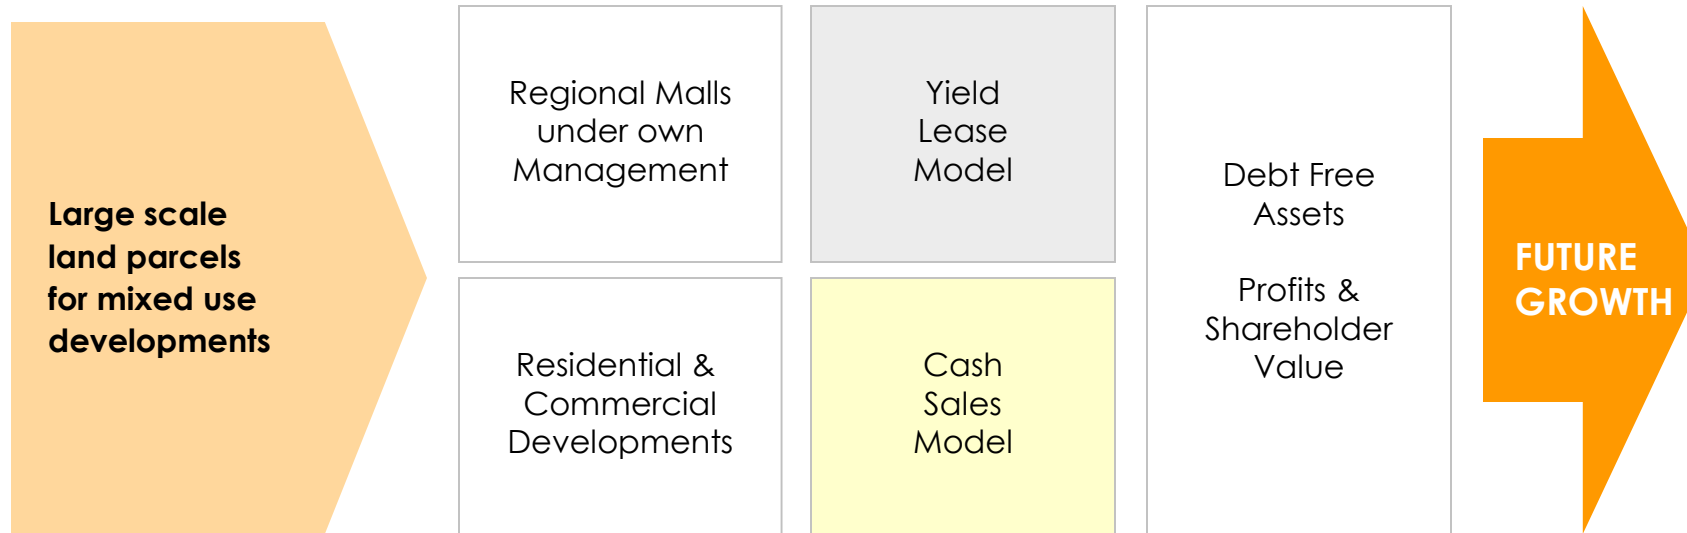 Large scale
land parcels
for mixed use
developments
Regional Malls
under own
Management
Residential &
Commercial
Developments
Yield
Lease
Model
Cash
Sales
Model
Debt Free
Assets
Profits &
Shareholder
Value
FUTURE
GROWTH